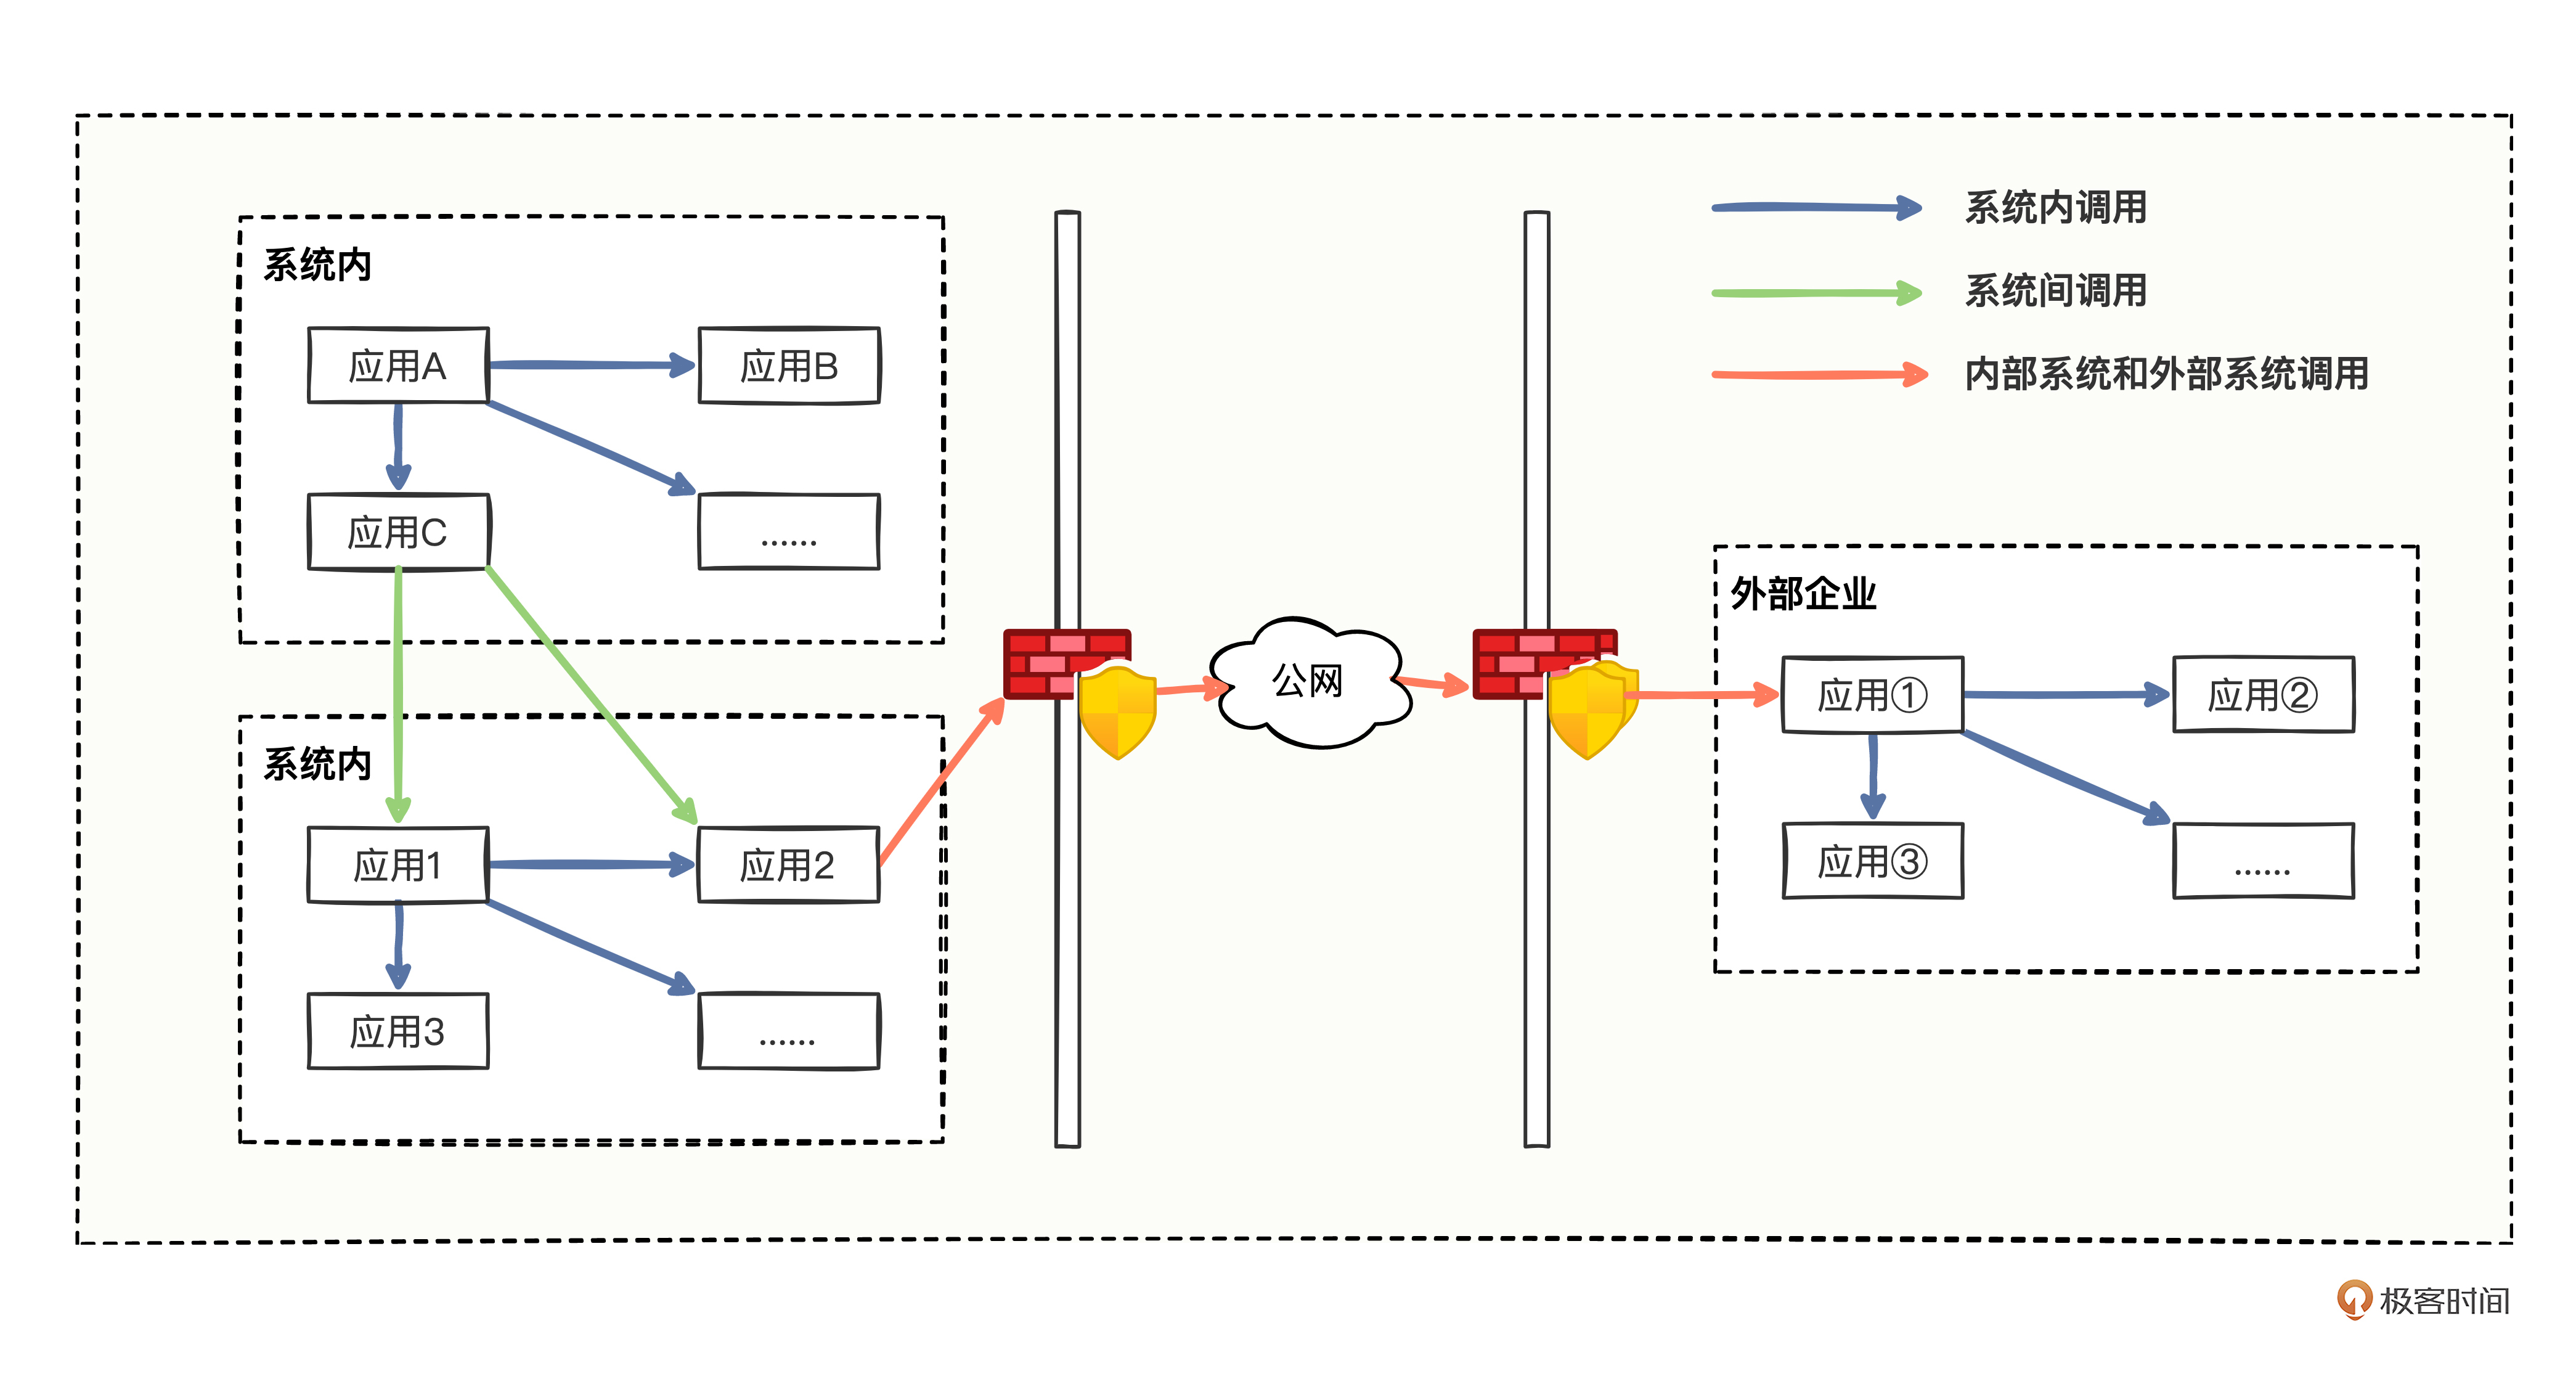 系统内调用
系统间调用
内部系统和外部系统调用
系统内
应用A
应用B
应用C
......
系统内
应用1
应用2
应用3
......
公网
外部企业
应用①
应用②
应用③
......
极客时间